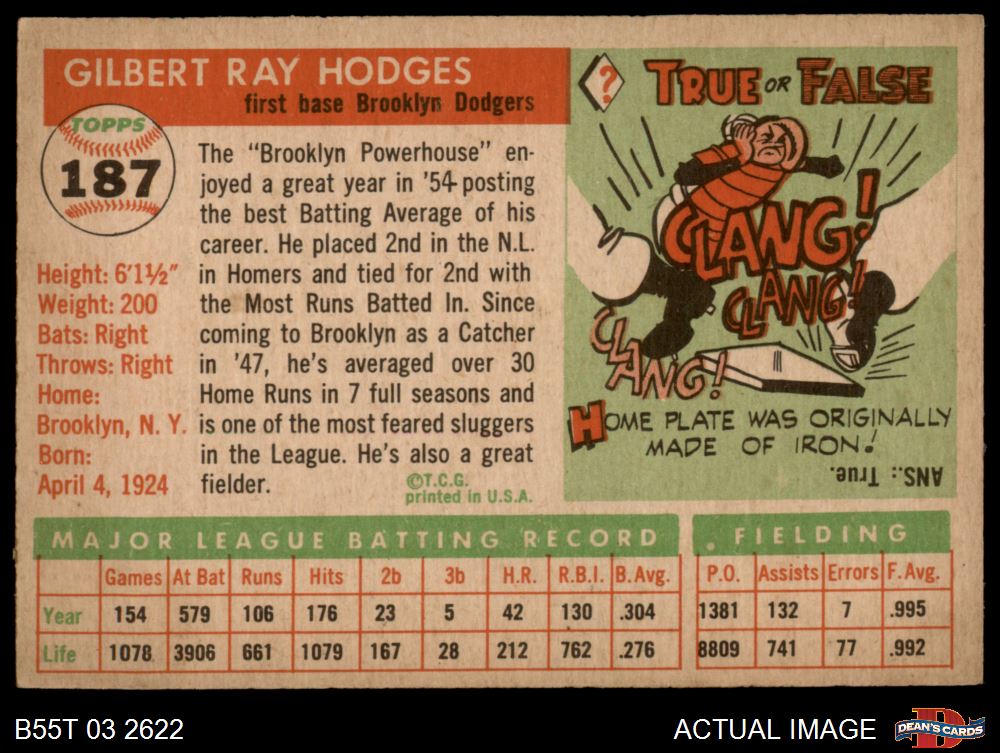 GILBERT RAY HODGES
first base Brooklyn Dodgers
TOPPS
187
Height: 6'1½"
Weight: 200
Bats: Right
Throws: Right
Home:
Brooklyn, N. Y.
Born:
April 4, 1924
The "Brooklyn Powerhouse" en-
joyed a great year in '54 posting
the best Batting Average of his
career. He placed 2nd in the N.L.
in Homers and tied for 2nd with
the Most Runs Batted In. Since
coming to Brooklyn as a Catcher
in '47, he's averaged over 30
Home Runs in 7 full seasons and
is one of the most feared sluggers
in the League. He's also a great
fielder.
©T.C.G.
printed in U.S.A.
? TRUE OR FALSE
CLANG!
CLANG!
CLANG!
HOME PLATE WAS ORIGINALLY
MADE OF IRON!
ANS.: True.
MAJOR LEAGUE BATTING RECORD FIELDING
Games At Bat Runs Hits 2b 3b H.R. R.B.I. B.Avg. P.O. Assists Errors F.Avg.
Year 154 579 106 176 23 5 42 130 .304 1381 132 7 .995
Life 1078 3906 661 1079 167 28 212 762 .276 8809 741 77 .992
B55T 03 2622
ACTUAL IMAGE
DEAN'S CARDS